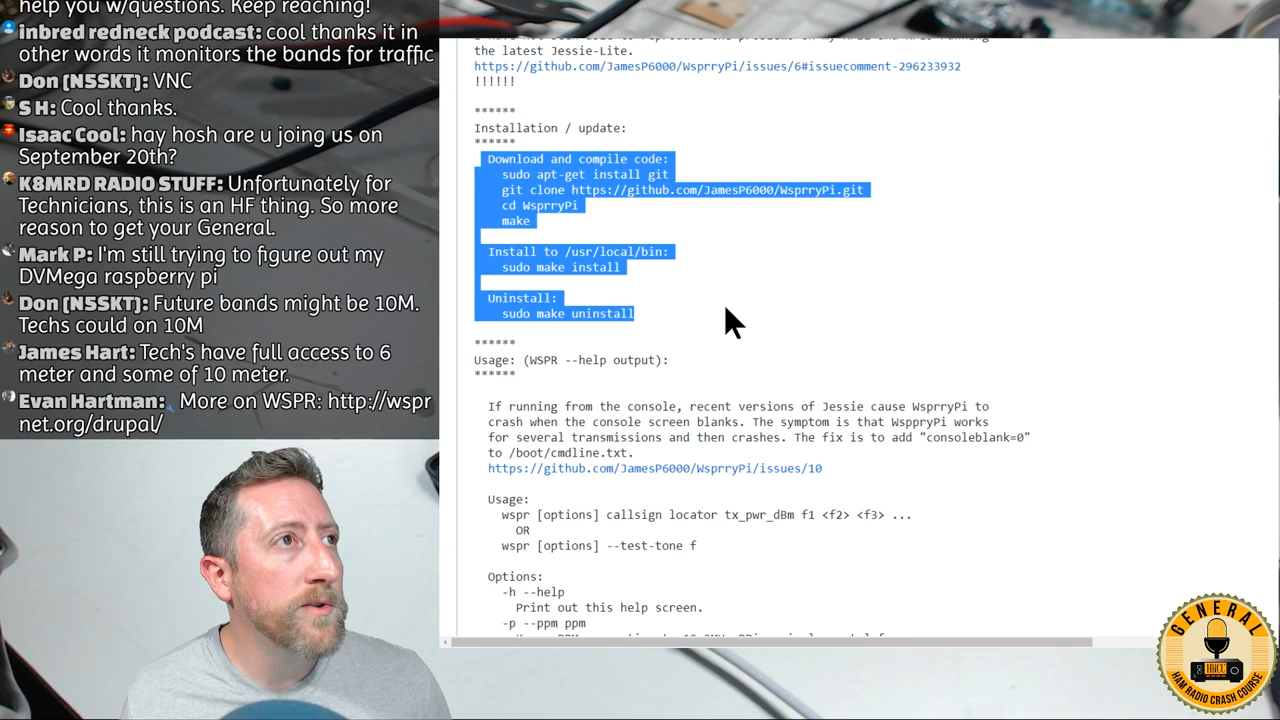 help you w/questions. Keep reaching!
inbred redneck podcast: cool thanks it in
other words it monitors the bands for traffic
Don (N5SKT): VNC
S H: Cool thanks.
Isaac Cool: hay hosh are u joing us on
September 20th?
K8MRD RADIO STUFF: Unfortunately for
Technicians, this is an HF thing. So more
reason to get your General.
Mark P: I'm still trying to figure out my
DVMega raspberry pi
Don (N5SKT): Future bands might be 10M.
Techs could on 10M
James Hart: Tech's have full access to 6
meter and some of 10 meter.
Evan Hartman: More on WSPR: http://wspr
net.org/drupal/
the latest Jessie-Lite.
https://github.com/JamesP6000/WsprryPi/issues/6#issuecomment-296233932
!!!!!!
******
Installation / update:
******
Download and compile code:
sudo apt-get install git
git clone https://github.com/JamesP6000/WsprryPi.git
cd WsprryPi
make
Install to /usr/local/bin:
sudo make install
Uninstall:
sudo make uninstall
******
Usage: (WSPR --help output):
******
If running from the console, recent versions of Jessie cause WsprryPi to
crash when the console screen blanks. The symptom is that WsppryPi works
for several transmissions and then crashes. The fix is to add "consoleblank=0"
to /boot/cmdline.txt.
https://github.com/JamesP6000/WsprryPi/issues/10
Usage:
wspr [options] callsign locator tx_pwr_dBm f1 <f2> <f3> ...
OR
wspr [options] --test-tone f
Options:
-h --help
Print out this help screen.
-p --ppm ppm
GENERAL
HRCC
HAM RADIO CRASH COURSE